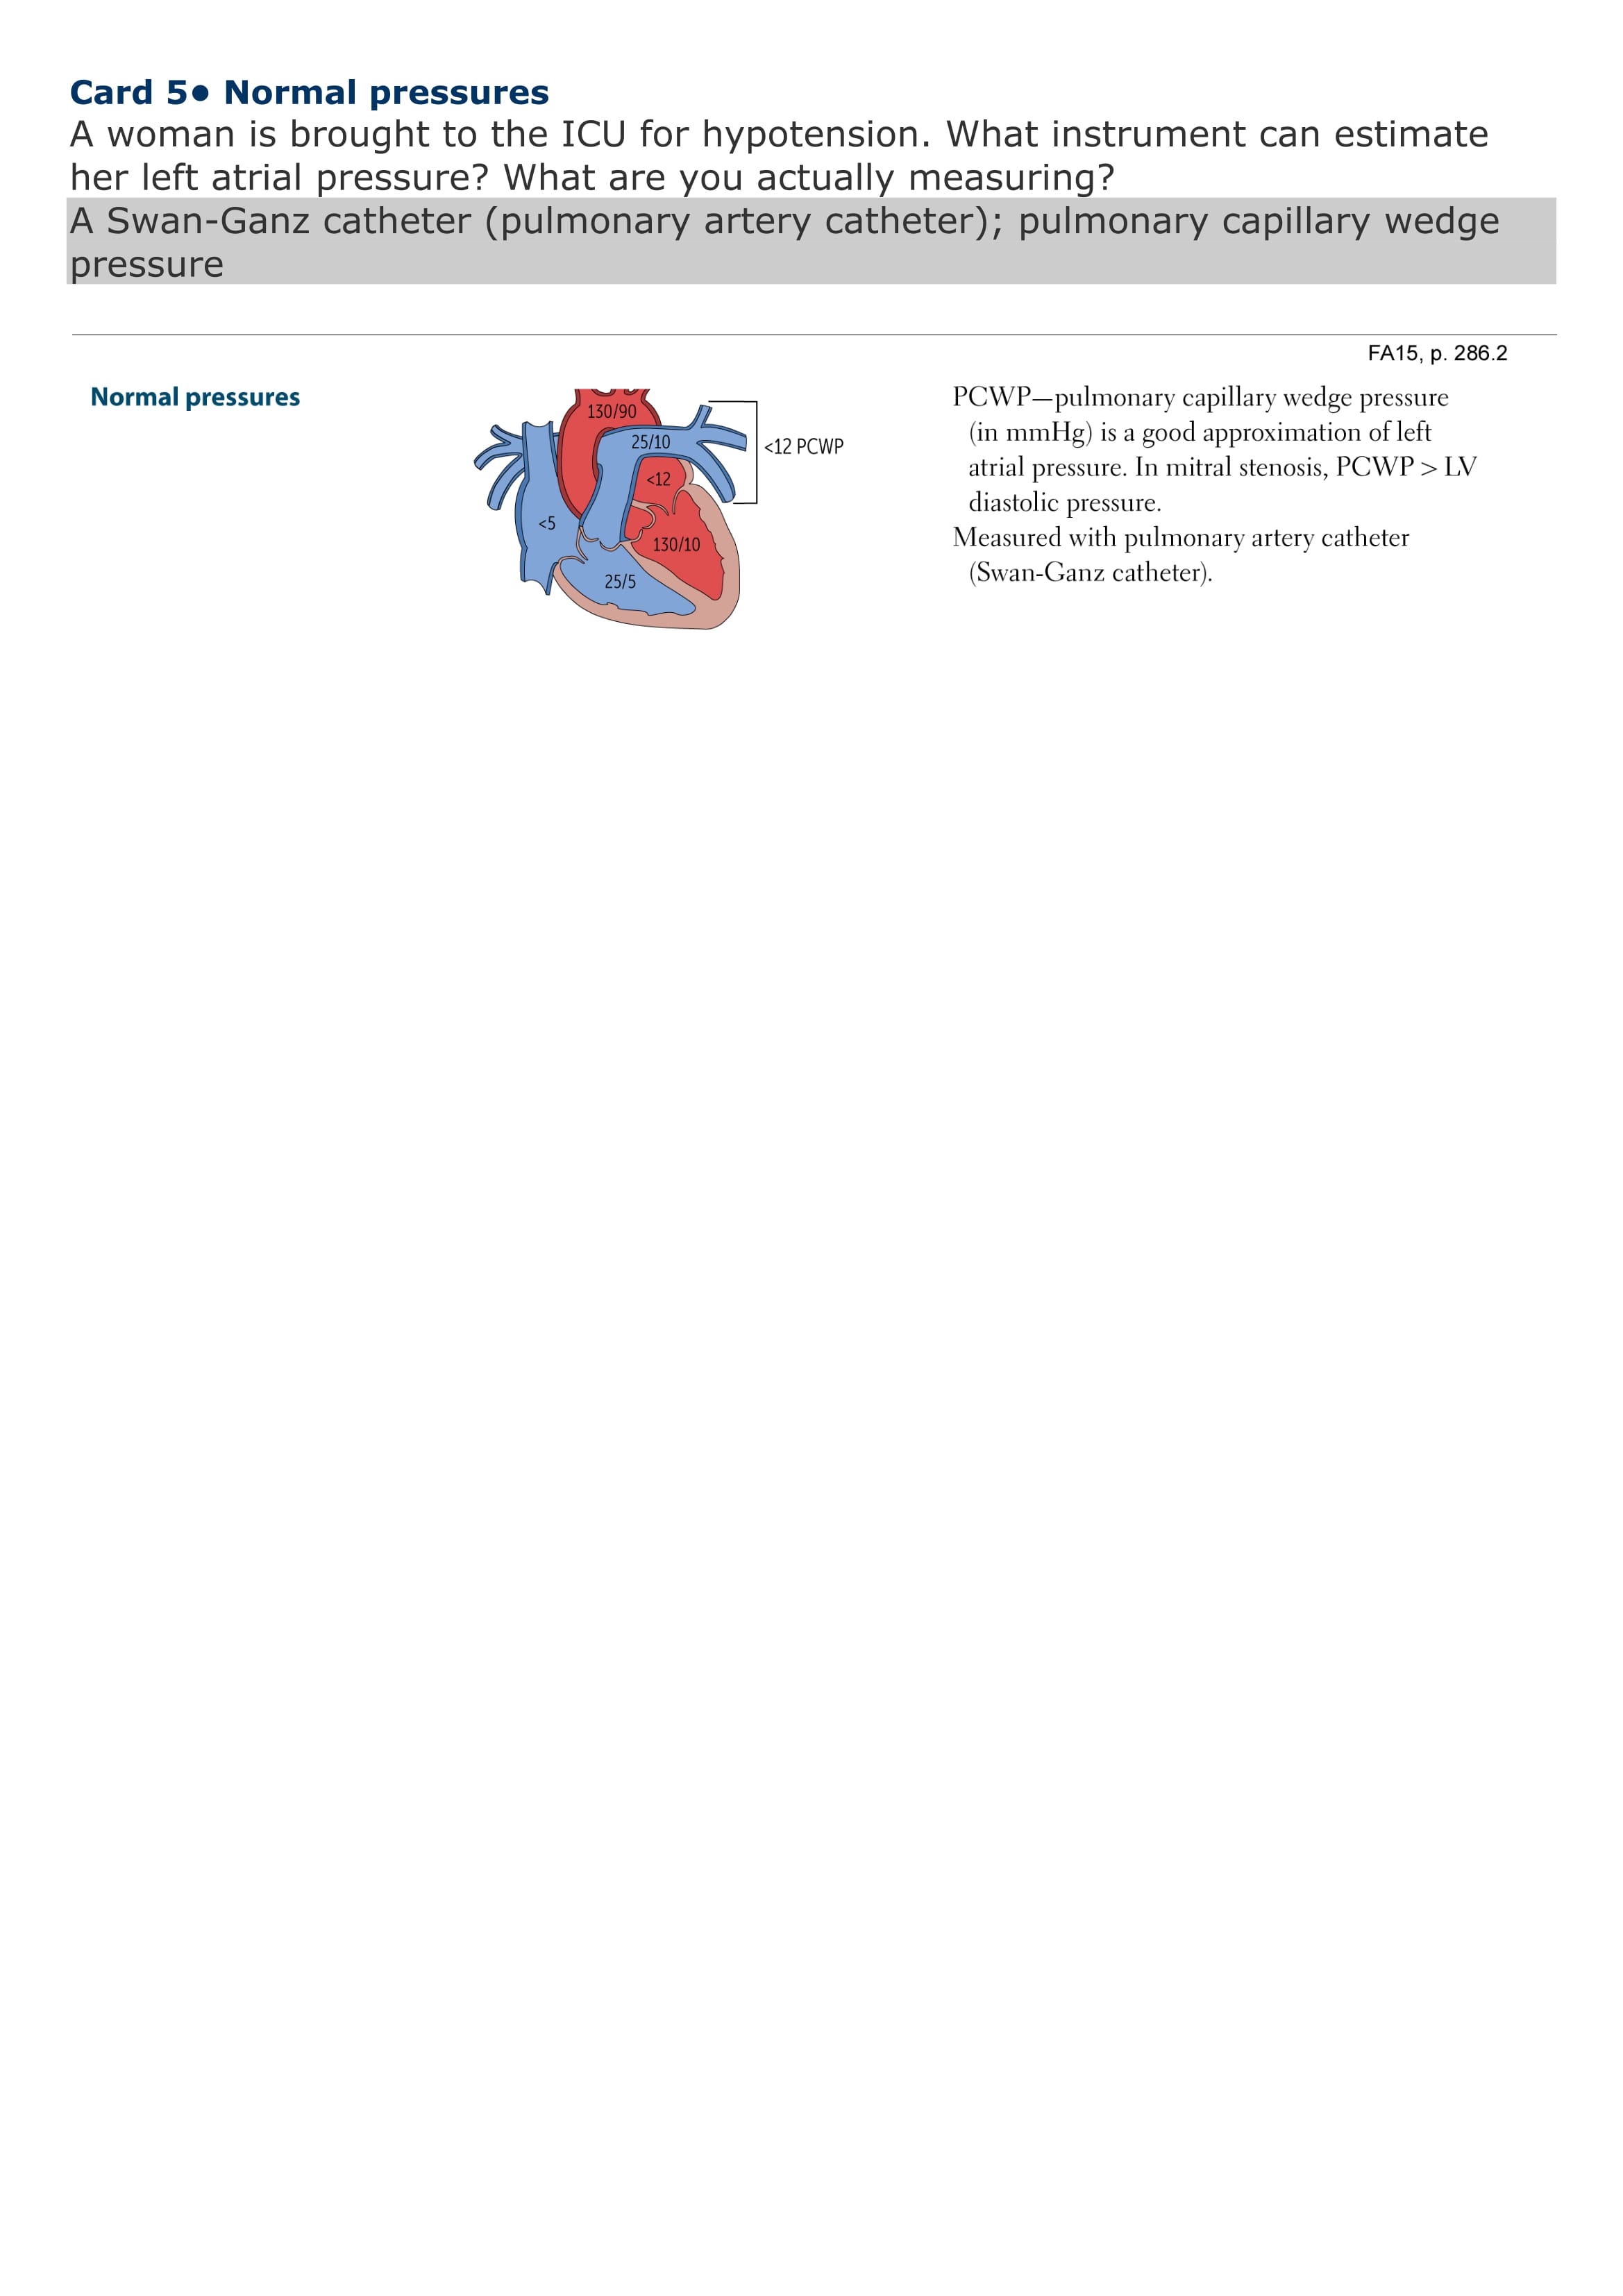 Card 5● Normal pressures
A woman is brought to the ICU for hypotension. What instrument can estimate
her left atrial pressure? What are you actually measuring?
A Swan-Ganz catheter (pulmonary artery catheter); pulmonary capillary wedge
pressure
FA15, p. 286.2
Normal pressures
130/90
25/10
<12 PCWP
<12
<5
130/10
25/5
PCWP—pulmonary capillary wedge pressure
(in mmHg) is a good approximation of left
atrial pressure. In mitral stenosis, PCWP > LV
diastolic pressure.
Measured with pulmonary artery catheter
(Swan-Ganz catheter).